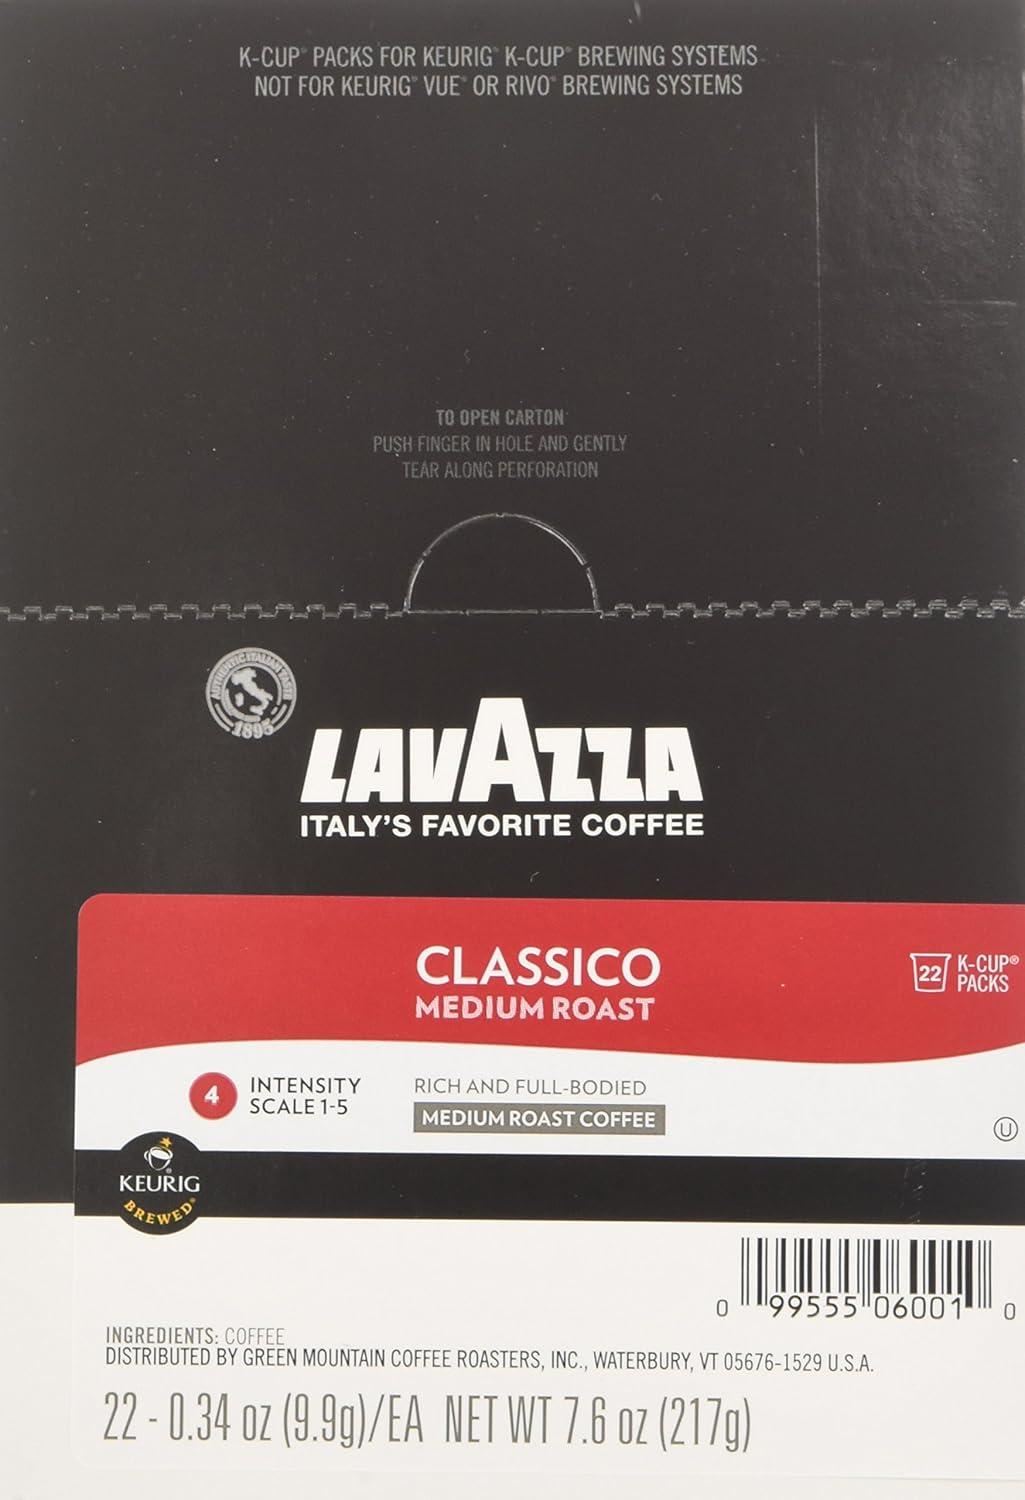 K-CUP® PACKS FOR KEURIG® K-CUP® BREWING SYSTEMS
NOT FOR KEURIG® VUE® OR RIVO® BREWING SYSTEMS
TO OPEN CARTON
PUSH FINGER IN HOLE AND GENTLY
TEAR ALONG PERFORATION
AUTHENTIC ITALIAN TASTE
1895
LAVAZZA
ITALY'S FAVORITE COFFEE
CLASSICO
MEDIUM ROAST
22
K-CUP®
PACKS
4
INTENSITY
SCALE 1-5
RICH AND FULL-BODIED
MEDIUM ROAST COFFEE
U
KEURIG®
BREWED®
0 99555 06001 0
INGREDIENTS: COFFEE
DISTRIBUTED BY GREEN MOUNTAIN COFFEE ROASTERS, INC., WATERBURY, VT 05676-1529 U.S.A.
22 - 0.34 oz (9.9g)/EA NET WT 7.6 oz (217g)